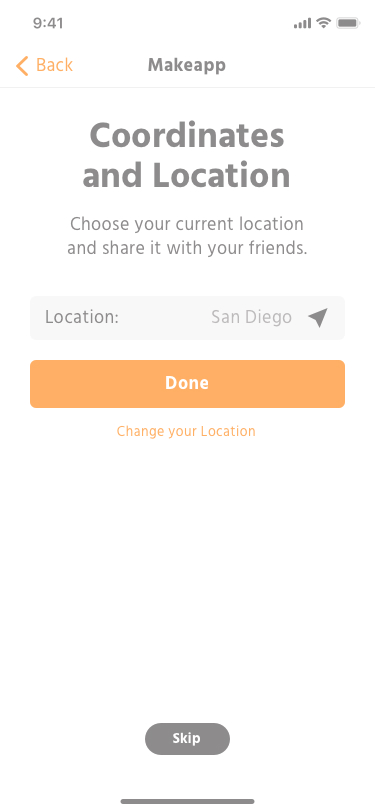 9:41
Back
Makeapp
Coordinates
and Location
Choose your current location
and share it with your friends.
Location: San Diego
Done
Change your Location
Skip